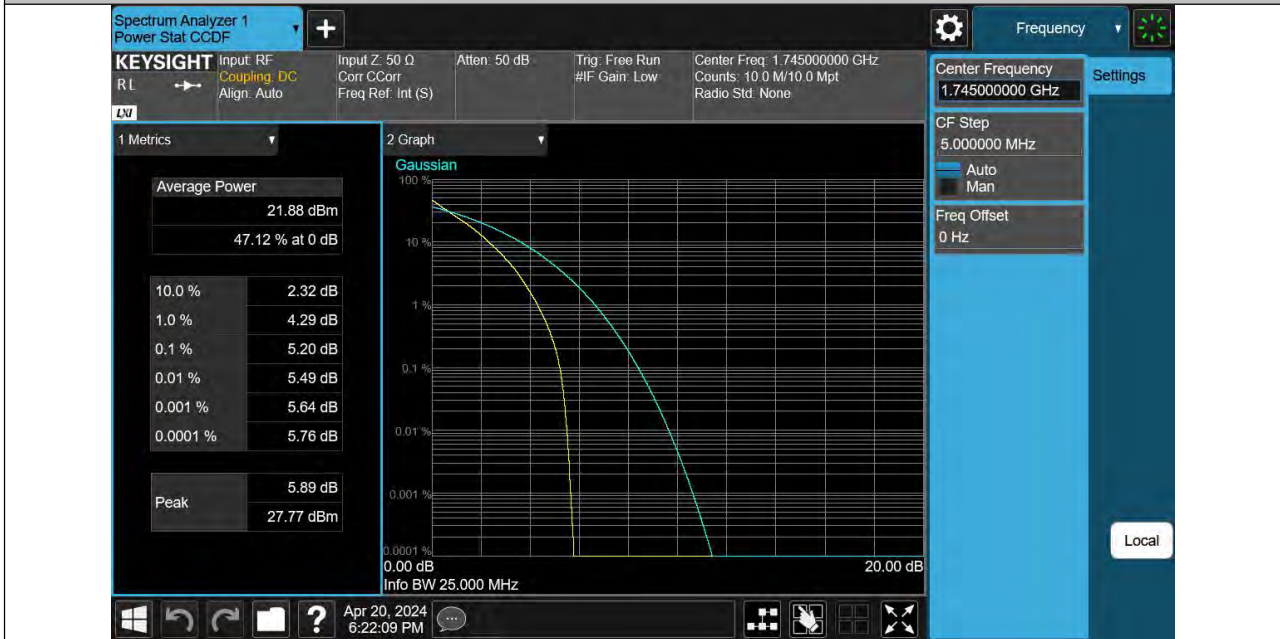 Spectrum Analyzer 1
Power Stat CCDF
+
Frequency
KEYSIGHT
RL
LXI
Input: RF
Coupling: DC
Align: Auto
Input Z: 50 Ω
Corr CCorr
Freq Ref: Int (S)
Atten: 50 dB
Trig: Free Run
#IF Gain: Low
Center Freq: 1.745000000 GHz
Counts: 10.0 M/10.0 Mpt
Radio Std: None
Center Frequency
1.745000000 GHz
Settings
CF Step
5.000000 MHz
Auto
Man
Freq Offset
0 Hz
1 Metrics
Average Power
21.88 dBm
47.12 % at 0 dB
10.0 % 2.32 dB
1.0 % 4.29 dB
0.1 % 5.20 dB
0.01 % 5.49 dB
0.001 % 5.64 dB
0.0001 % 5.76 dB
Peak
5.89 dB
27.77 dBm
2 Graph
Gaussian
100 %
10 %
1 %
0.1 %
0.01 %
0.001 %
0.0001 %
0.00 dB 20.00 dB
Info BW 25.000 MHz
Local
?
Apr 20, 2024
6:22:09 PM